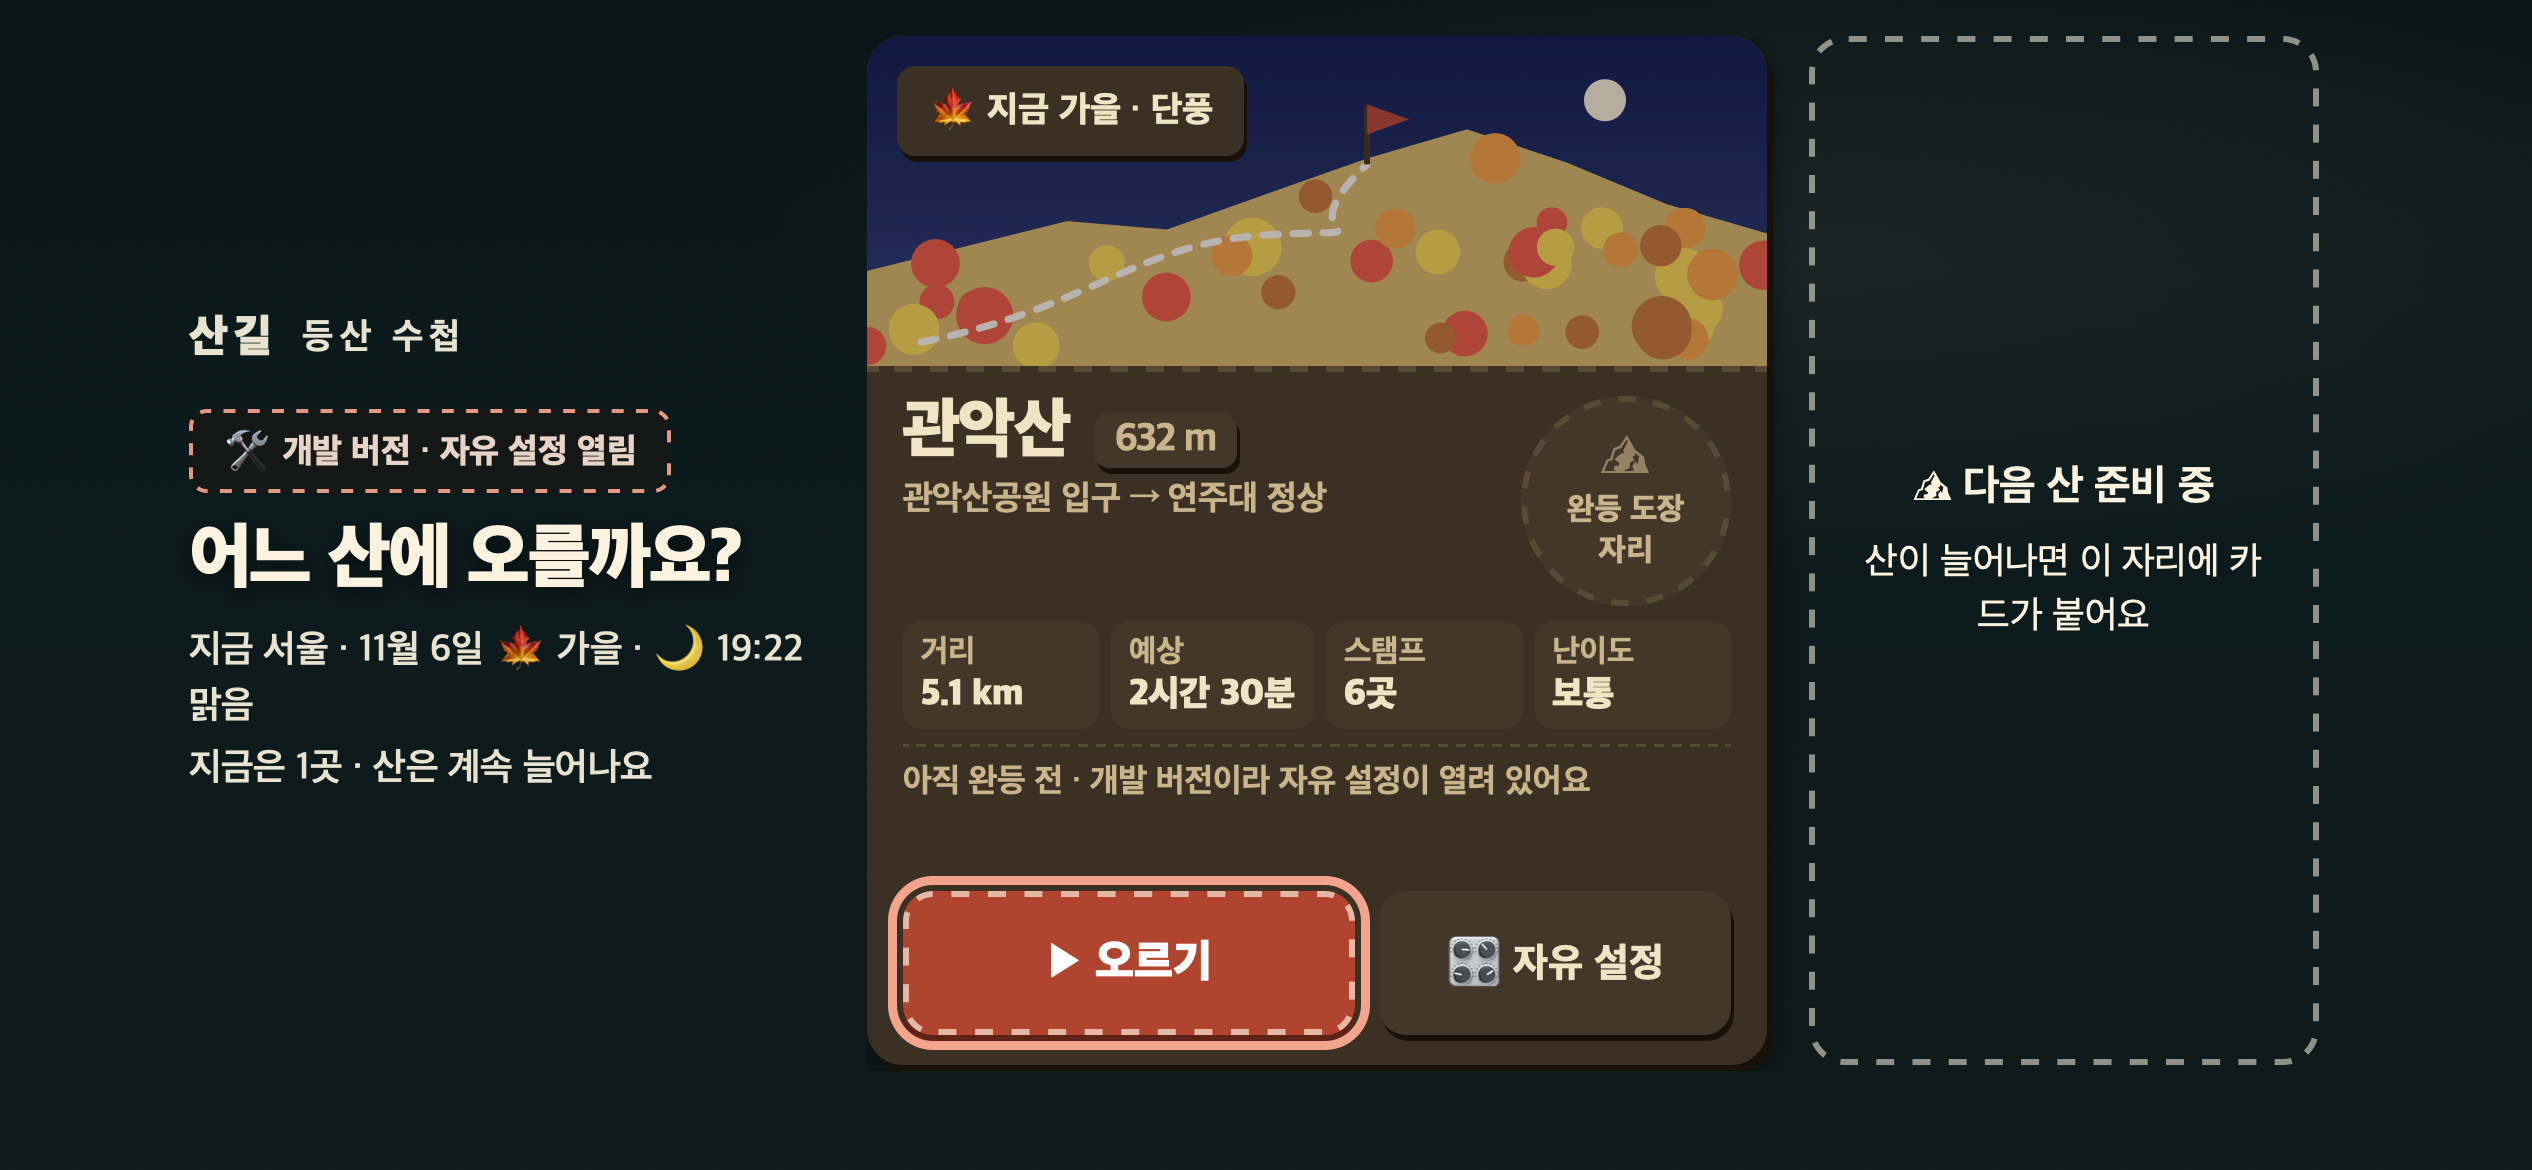 산길 등산 수첩
🛠 개발 버전 · 자유 설정 열림
어느 산에 오를까요?
지금 서울 · 11월 6일 🍁 가을 · 🌙 19:22
맑음
지금은 1곳 · 산은 계속 늘어나요
🍁 지금 가을 · 단풍
관악산 632 m
관악산공원 입구 → 연주대 정상
완등 도장
자리
거리
5.1 km
예상
2시간 30분
스탬프
6곳
난이도
보통
아직 완등 전 · 개발 버전이라 자유 설정이 열려 있어요
▶ 오르기
🎛 자유 설정
🏔 다음 산 준비 중
산이 늘어나면 이 자리에 카
드가 붙어요